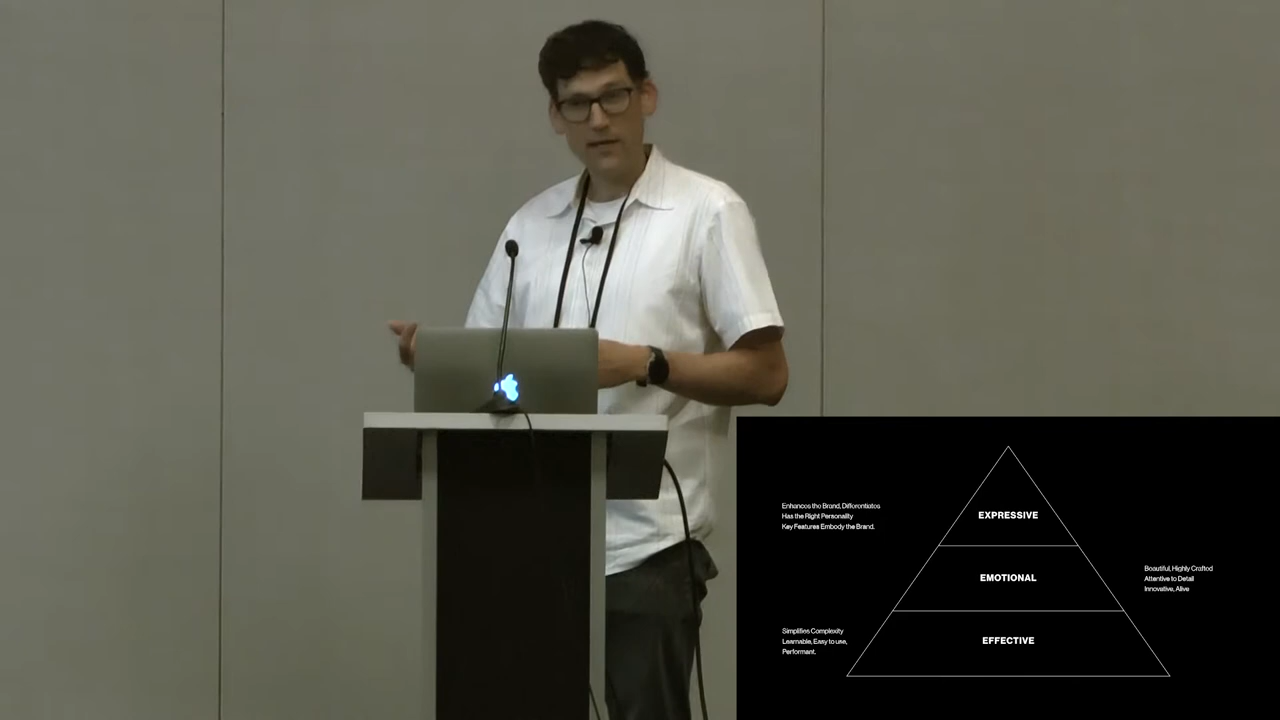 EXPRESSIVE
Enhances the Brand, Differentiates
Has the Right Personality
Key Features Embody the Brand.
EMOTIONAL
Beautiful, Highly Crafted
Attentive to Detail
Innovative, Alive
EFFECTIVE
Simplifies Complexity
Learnable, Easy to use,
Performant.